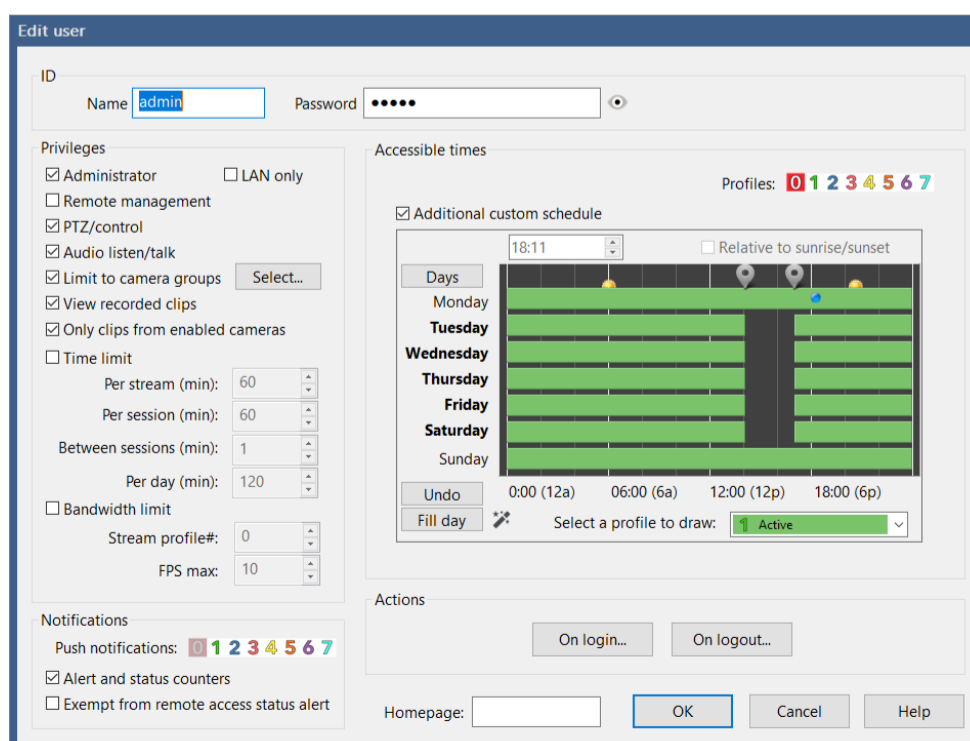 Edit user
ID
Name admin Password •••••
Privileges
Administrator LAN only
Remote management
PTZ/control
Audio listen/talk
Limit to camera groups Select...
View recorded clips
Only clips from enabled cameras
Time limit
Per stream (min): 60
Per session (min): 60
Between sessions (min): 1
Per day (min): 120
Bandwidth limit
Stream profile#: 0
FPS max: 10
Notifications
Push notifications: 0 1 2 3 4 5 6 7
Alert and status counters
Exempt from remote access status alert
Accessible times
Profiles: 0 1 2 3 4 5 6 7
Additional custom schedule
18:11 Relative to sunrise/sunset
Days
Monday
Tuesday
Wednesday
Thursday
Friday
Saturday
Sunday
Undo 0:00 (12a) 06:00 (6a) 12:00 (12p) 18:00 (6p)
Fill day Select a profile to draw: 1 Active
Actions
On login... On logout...
Homepage: OK Cancel Help